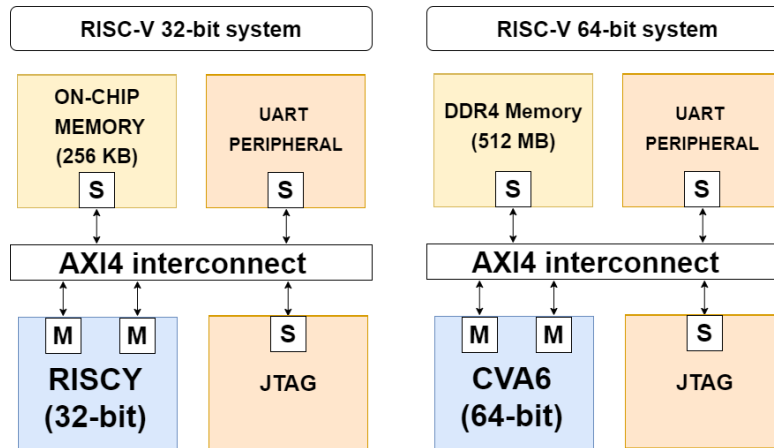 RISC-V 32-bit system
ON-CHIP
MEMORY
(256 KB)
S
UART
PERIPHERAL
S
AXI4 interconnect
M
M
RISCY
(32-bit)
S
JTAG
RISC-V 64-bit system
DDR4 Memory
(512 MB)
S
UART
PERIPHERAL
S
AXI4 interconnect
M
M
CVA6
(64-bit)
S
JTAG